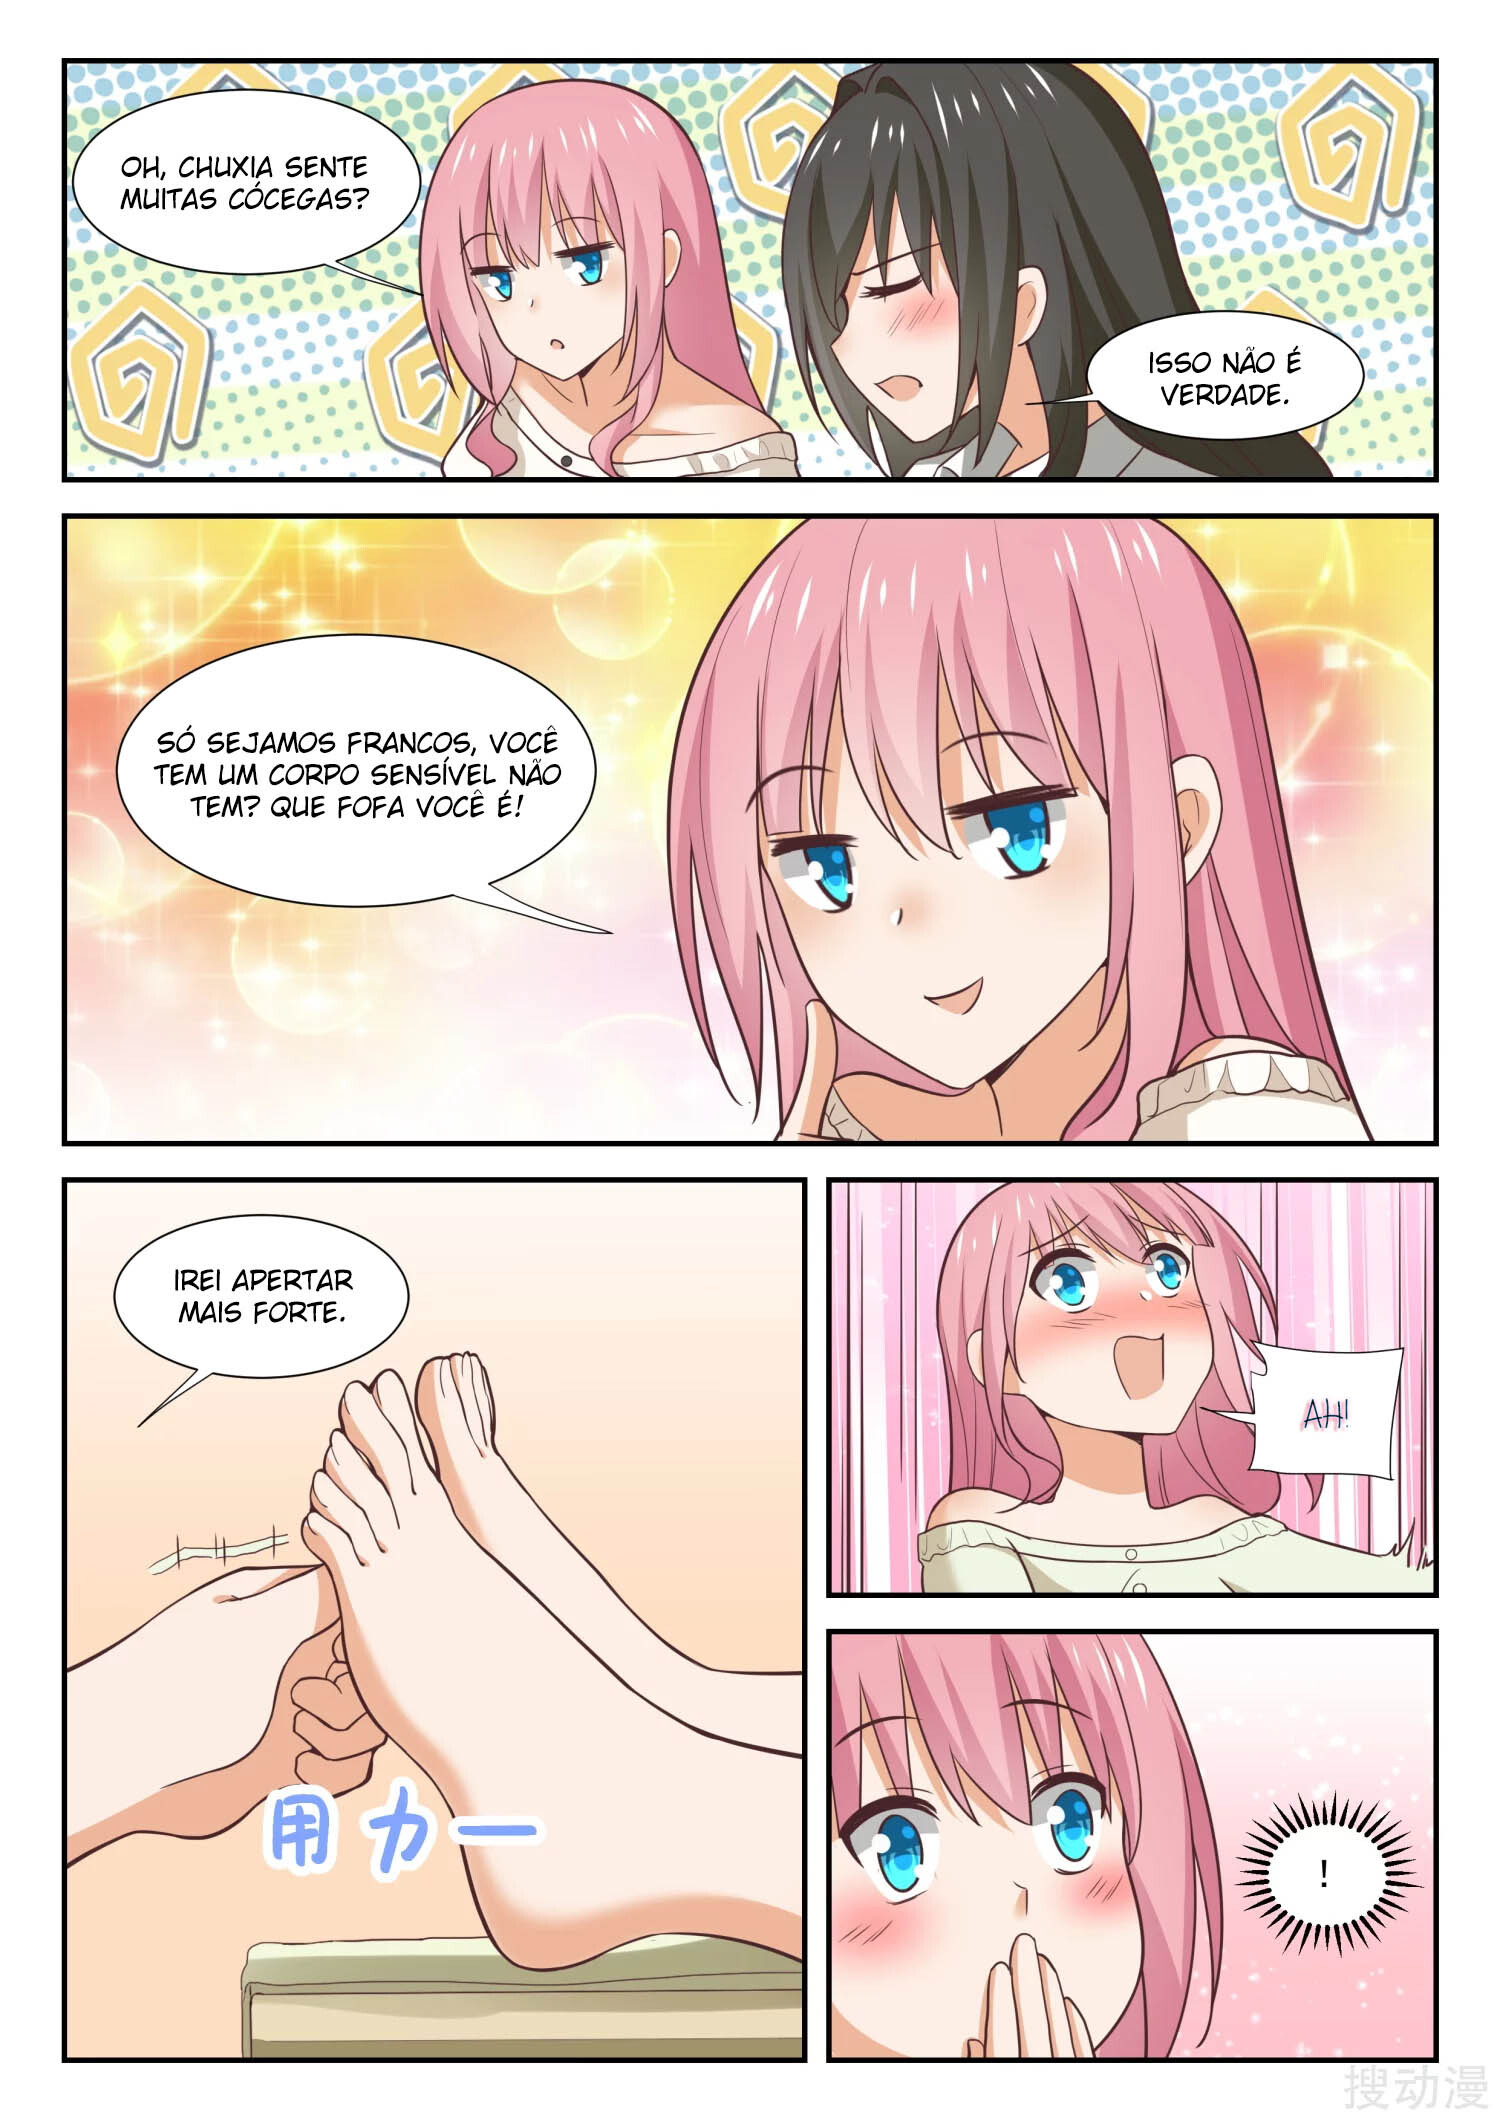 OH, CHUXIA SENTE
MUITAS CÓCEGAS?
ISSO NÃO É
VERDADE.
SÓ SEJAMOS FRANCOS, VOCÊ
TEM UM CORPO SENSÍVEL NÃO
TEM? QUE FOFA VOCÊ É!
IREI APERTAR
MAIS FORTE.
用力一
AH!
!
搜动漫